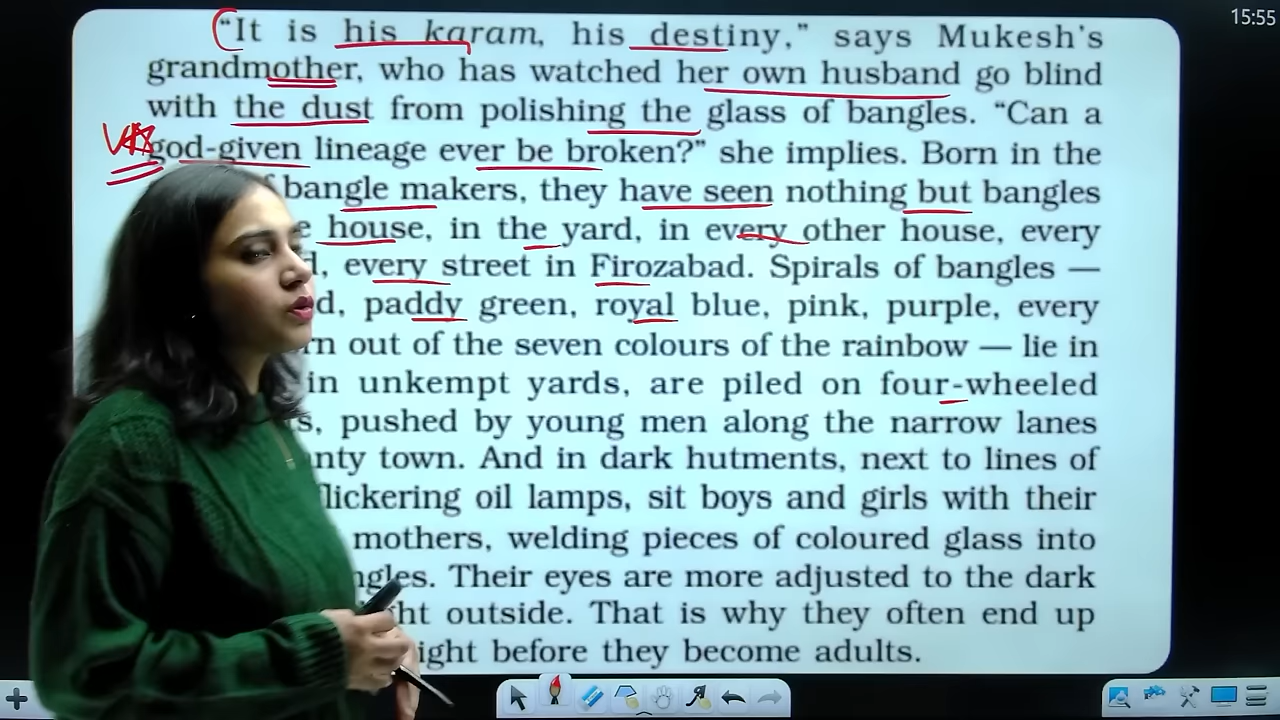 15:55
“It is his karam, his destiny,” says Mukesh’s
grandmother, who has watched her own husband go blind
with the dust from polishing the glass of bangles. “Can a
god-given lineage ever be broken?” she implies. Born in the
bangle makers, they have seen nothing but bangles
house, in the yard, in every other house, every
every street in Firozabad. Spirals of bangles —
paddy green, royal blue, pink, purple, every
out of the seven colours of the rainbow — lie in
in unkempt yards, are piled on four-wheeled
pushed by young men along the narrow lanes
town. And in dark hutments, next to lines of
flickering oil lamps, sit boys and girls with their
mothers, welding pieces of coloured glass into
Their eyes are more adjusted to the dark
outside. That is why they often end up
before they become adults.